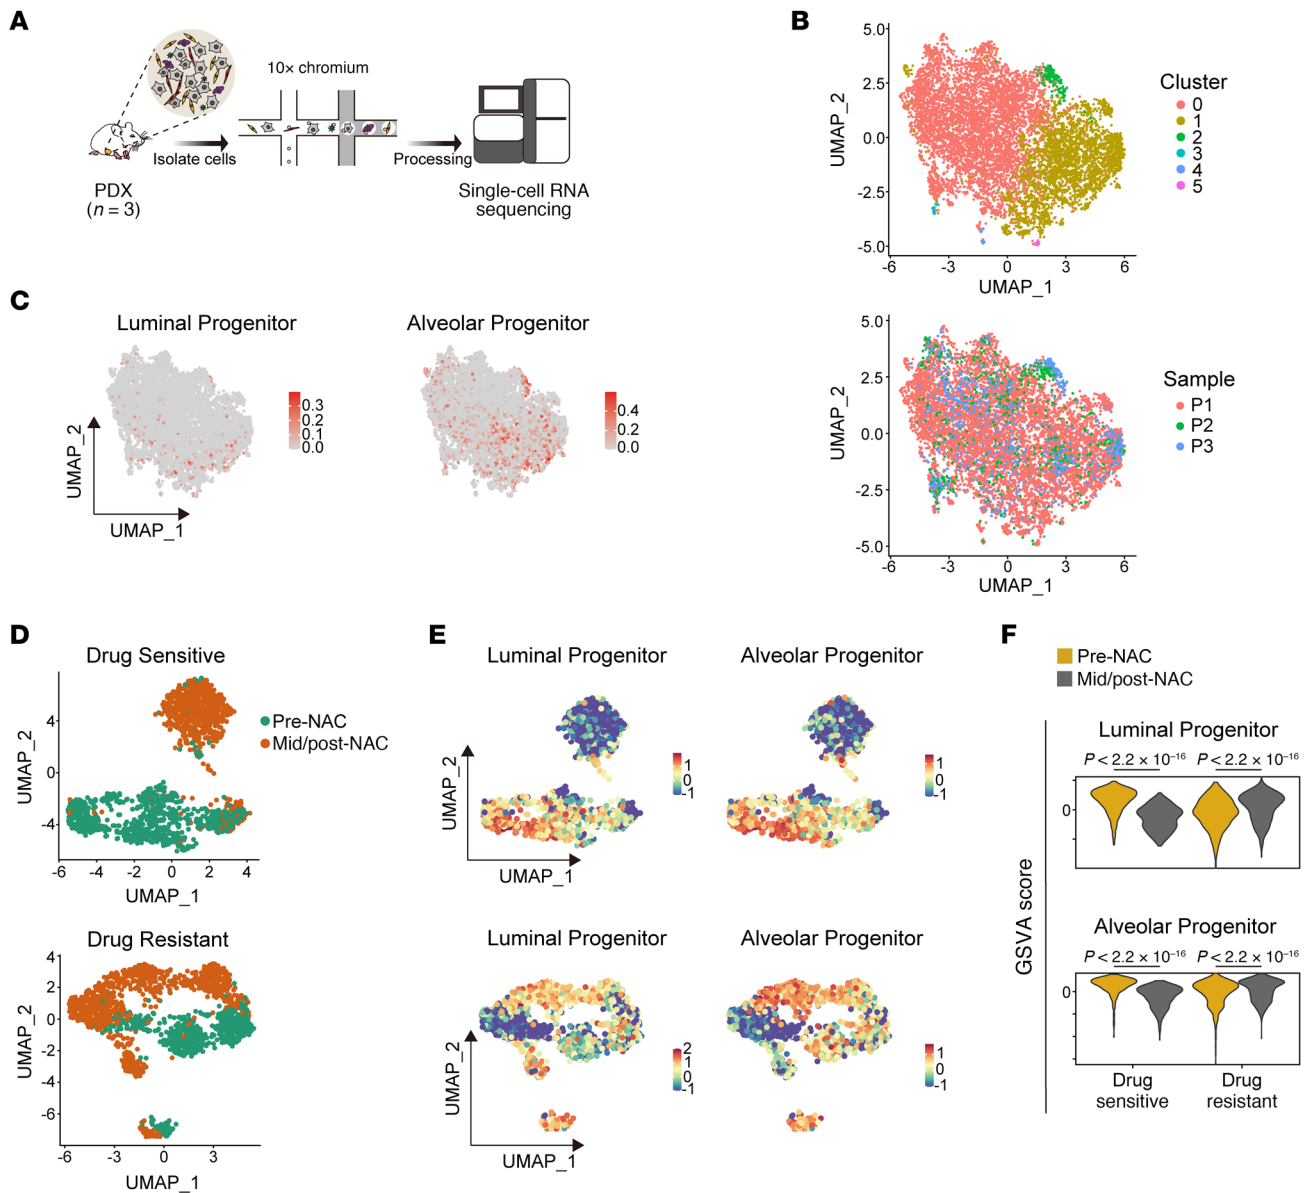 A
10× chromium
Isolate cells
Processing
PDX
(n = 3)
Single-cell RNA
sequencing
B
5.0
2.5
0.0
-2.5
-5.0
UMAP_2
-6
-3
0
3
6
UMAP_1
Cluster
0
1
2
3
4
5
5.0
2.5
0.0
-2.5
-5.0
UMAP_2
-6
-3
0
3
6
UMAP_1
Sample
P1
P2
P3
C
Luminal Progenitor
0.3
0.2
0.1
0.0
UMAP_2
UMAP_1
Alveolar Progenitor
0.4
0.2
0.0
D
Drug Sensitive
4
0
-4
UMAP_2
-6
-4
-2
0
2
4
UMAP_1
Pre-NAC
Mid/post-NAC
Drug Resistant
4
2
0
-2
-4
-6
UMAP_2
-6
-3
0
3
UMAP_1
E
Luminal Progenitor
1
0
-1
UMAP_2
UMAP_1
Alveolar Progenitor
1
0
-1
Luminal Progenitor
2
1
0
-1
UMAP_2
UMAP_1
Alveolar Progenitor
1
0
-1
F
Pre-NAC
Mid/post-NAC
GSVA score
Luminal Progenitor
P < 2.2 × 10⁻¹⁶ P < 2.2 × 10⁻¹⁶
0
Alveolar Progenitor
P < 2.2 × 10⁻¹⁶ P < 2.2 × 10⁻¹⁶
0
Drug
sensitive
Drug
resistant